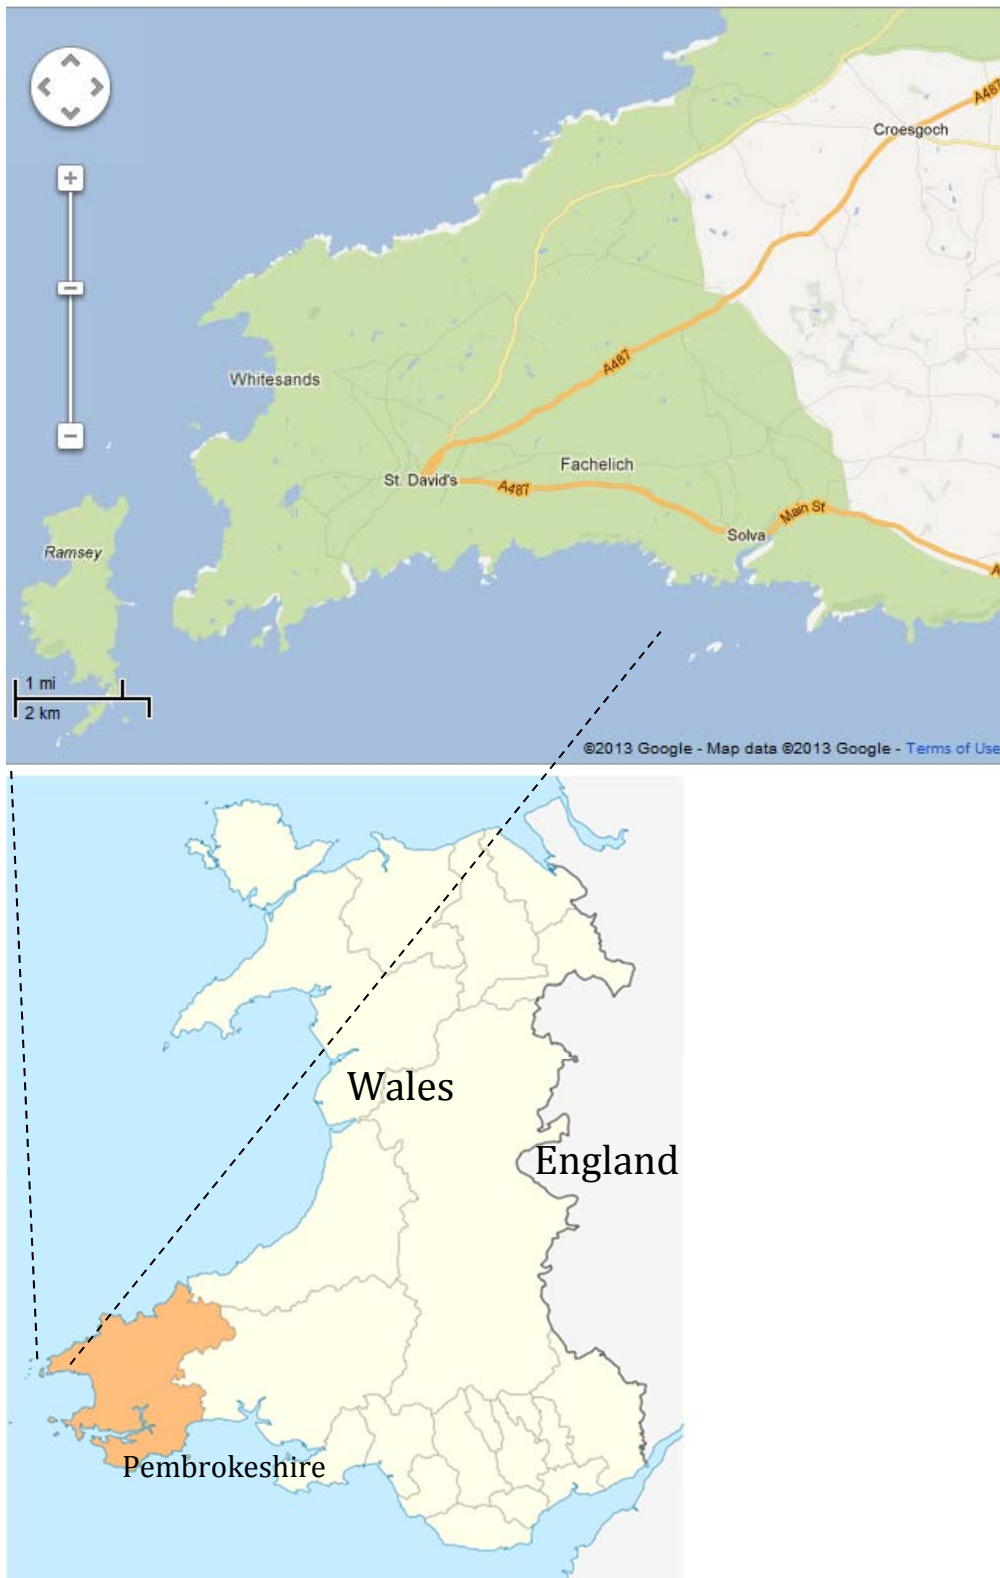 A487
Croesgoch
A487
Whitesands
Fachelich
St. David's
A487
Main St
Solva
A
Ramsey
1 mi
2 km
©2013 Google - Map data ©2013 Google - Terms of Use
Wales
England
Pembrokeshire